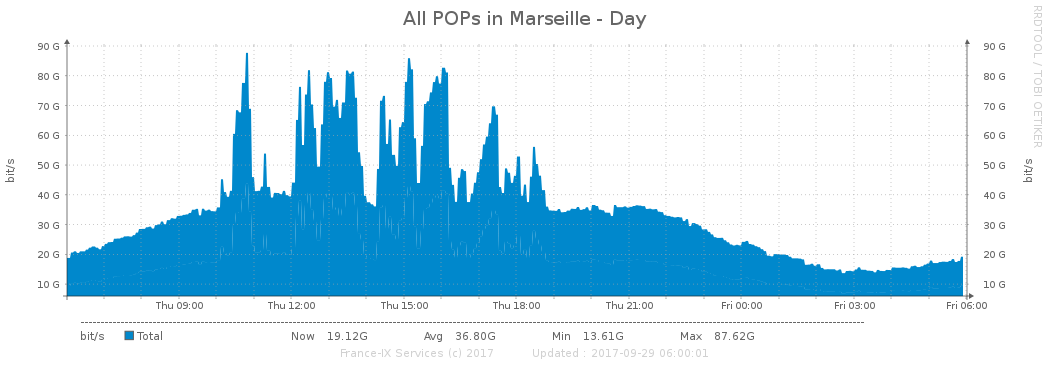 All POPs in Marseille - Day
RRDTOOL / TOBI OETIKER
90 G 90 G
80 G 80 G
70 G 70 G
60 G 60 G
50 G 50 G
40 G 40 G
30 G 30 G
20 G 20 G
10 G 10 G
bit/s
bit/s
Thu 09:00 Thu 12:00 Thu 15:00 Thu 18:00 Thu 21:00 Fri 00:00 Fri 03:00 Fri 06:00
bit/s Total Now 19.12G Avg 36.80G Min 13.61G Max 87.62G
France-IX Services (c) 2017 Updated : 2017-09-29 06:00:01